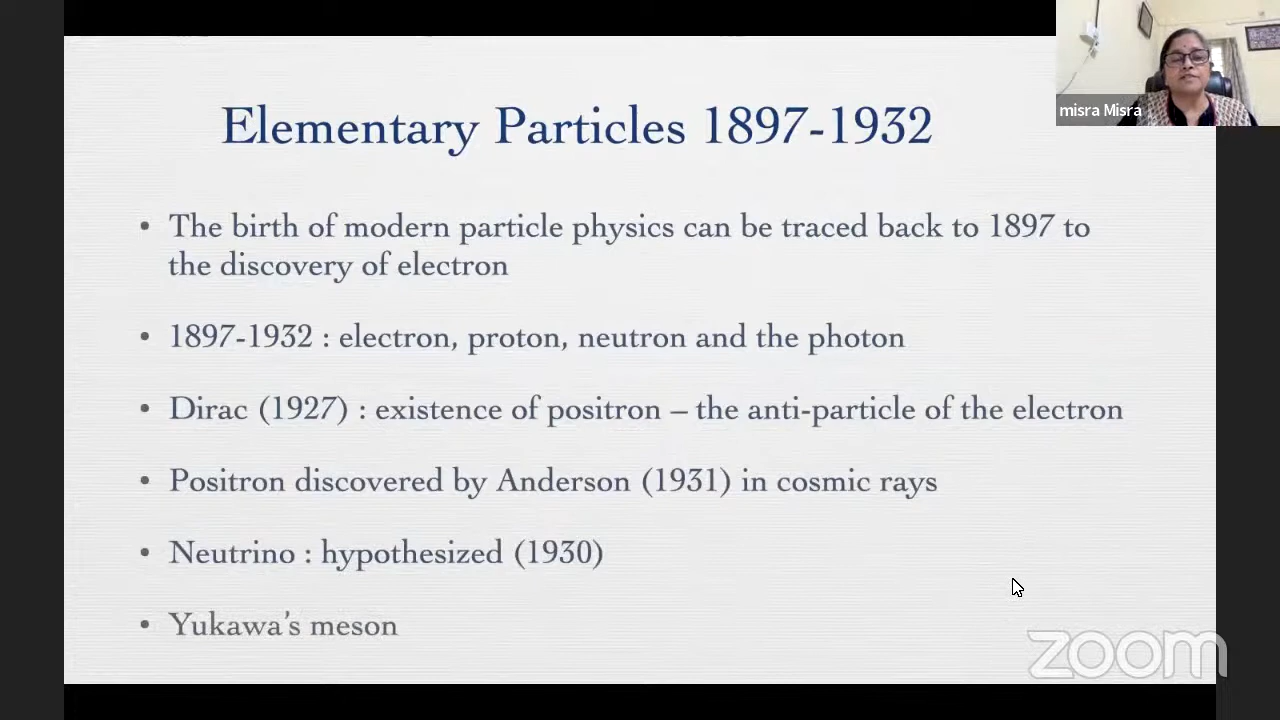 Elementary Particles 1897-1932
misra Misra
• The birth of modern particle physics can be traced back to 1897 to
the discovery of electron
• 1897-1932 : electron, proton, neutron and the photon
• Dirac (1927) : existence of positron – the anti-particle of the electron
• Positron discovered by Anderson (1931) in cosmic rays
• Neutrino : hypothesized (1930)
• Yukawa’s meson
zoom